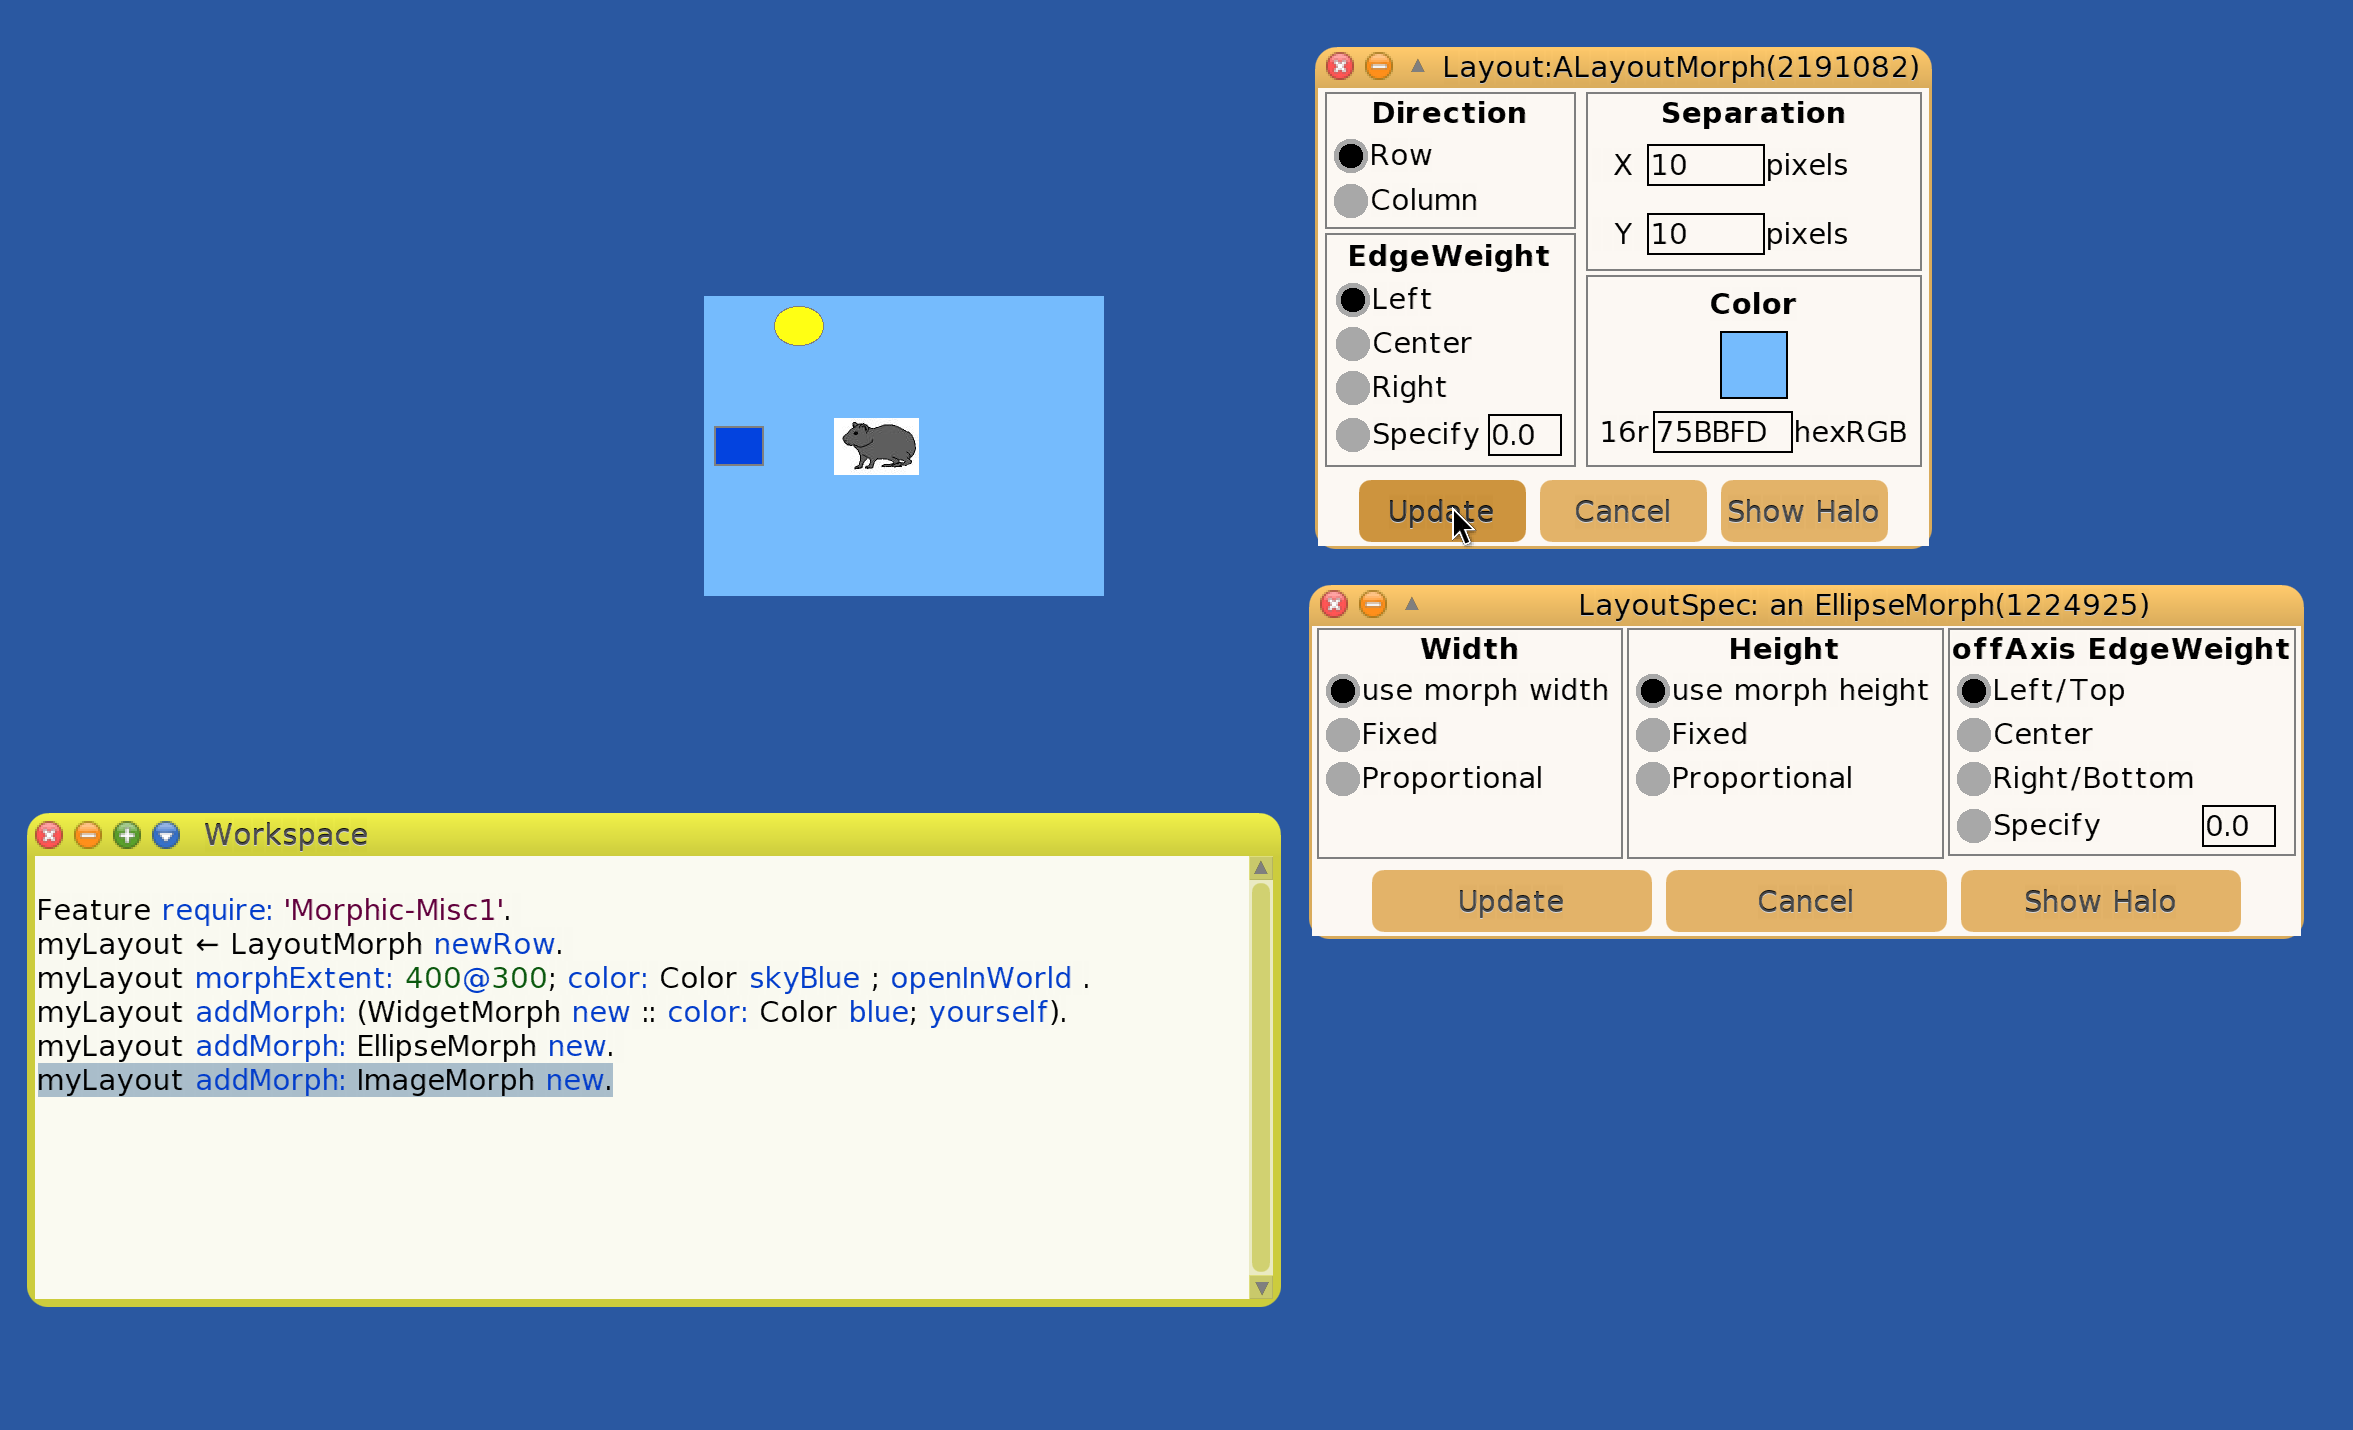 Layout:ALayoutMorph(2191082)
Direction
Row
Column
Separation
X 10 pixels
Y 10 pixels
EdgeWeight
Left
Center
Right
Specify 0.0
Color
16r 75BBFD hexRGB
Update Cancel Show Halo
LayoutSpec: an EllipseMorph(1224925)
Width
use morph width
Fixed
Proportional
Height
use morph height
Fixed
Proportional
offAxis EdgeWeight
Left/Top
Center
Right/Bottom
Specify 0.0
Update Cancel Show Halo
Workspace
Feature require: 'Morphic-Misc1'.
myLayout ← LayoutMorph newRow.
myLayout morphExtent: 400@300; color: Color skyBlue ; openInWorld .
myLayout addMorph: (WidgetMorph new :: color: Color blue; yourself).
myLayout addMorph: EllipseMorph new.
myLayout addMorph: ImageMorph new.